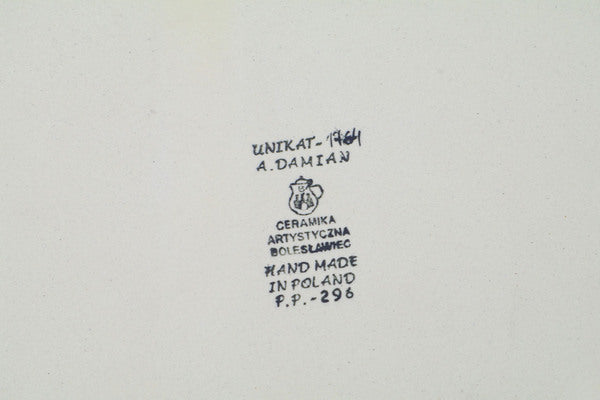 UNIKAT-1764
A.DAMIAN
CERAMIKA
ARTYSTYCZNA
BOLESŁAWIEC
HAND MADE
IN POLAND
P.P.-296